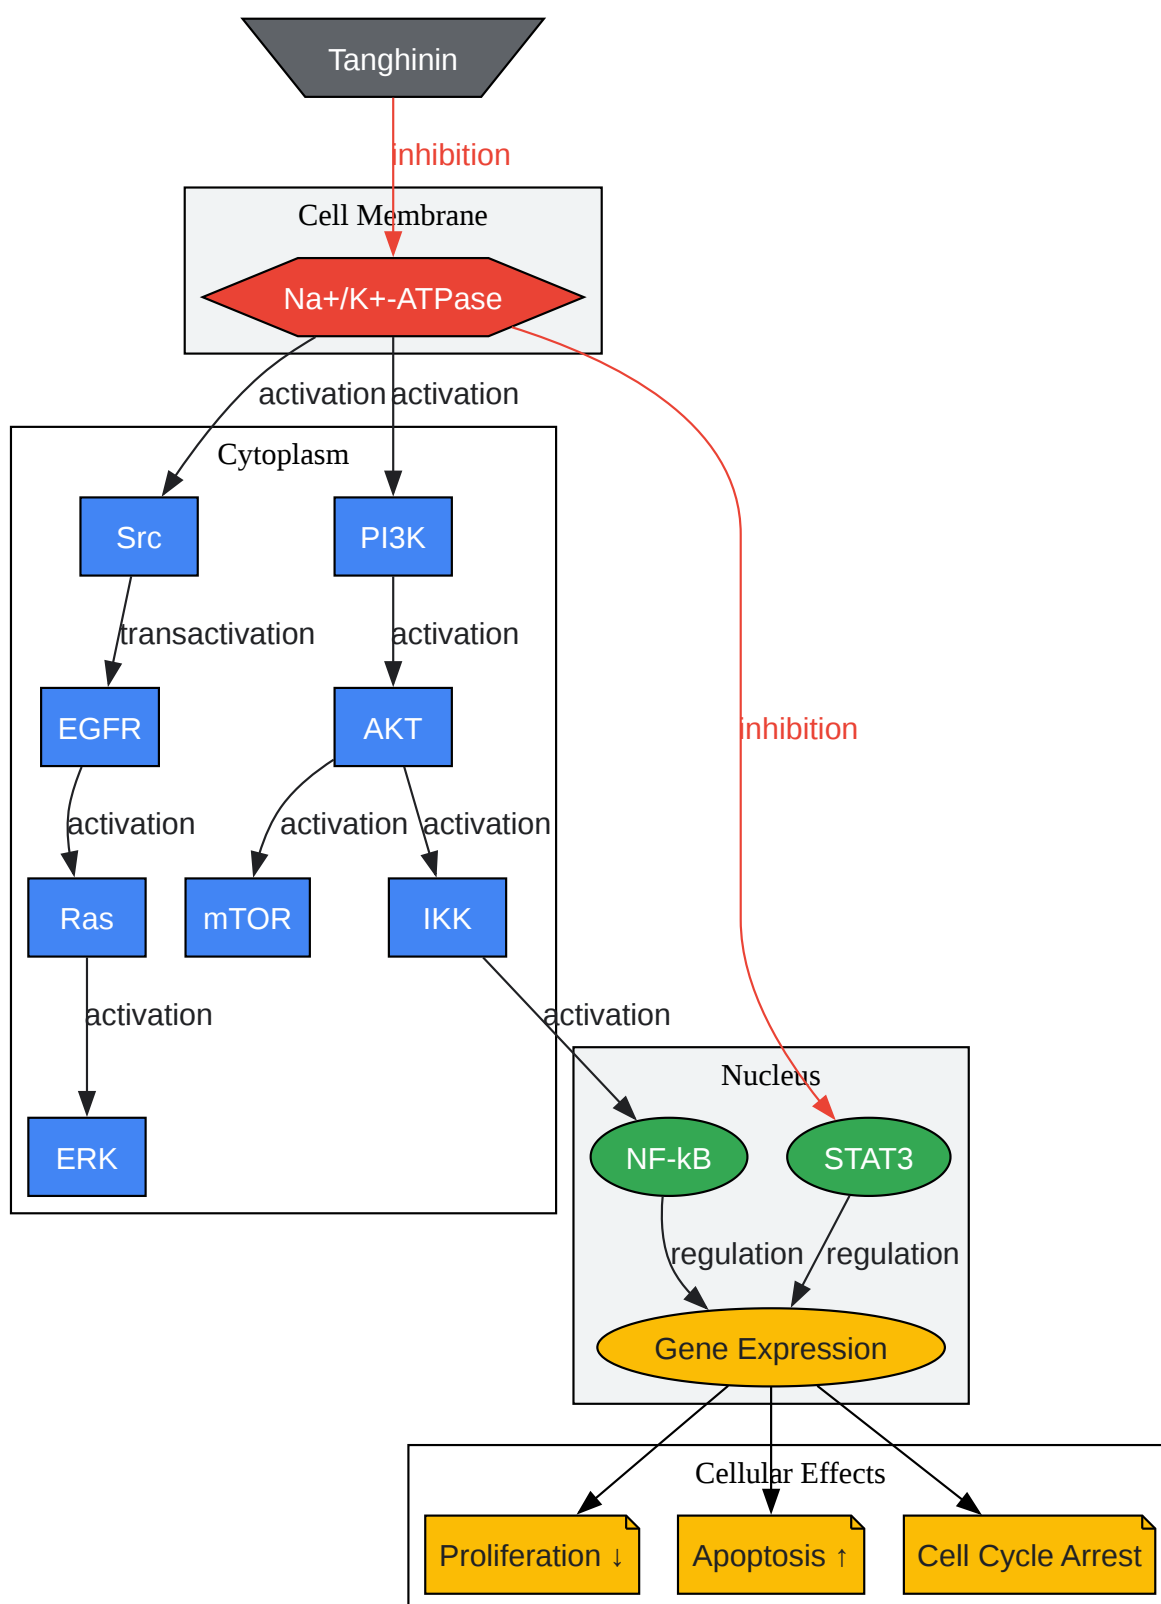 Tanghinin
inhibition
Cell Membrane
Na+/K+-ATPase
activation
activation
Cytoplasm
Src
PI3K
transactivation
activation
EGFR
AKT
inhibition
activation
activation
activation
Ras
mTOR
IKK
activation
activation
Nucleus
ERK
NF-kB
STAT3
regulation
regulation
Gene Expression
Cellular Effects
Proliferation ↓
Apoptosis ↑
Cell Cycle Arrest